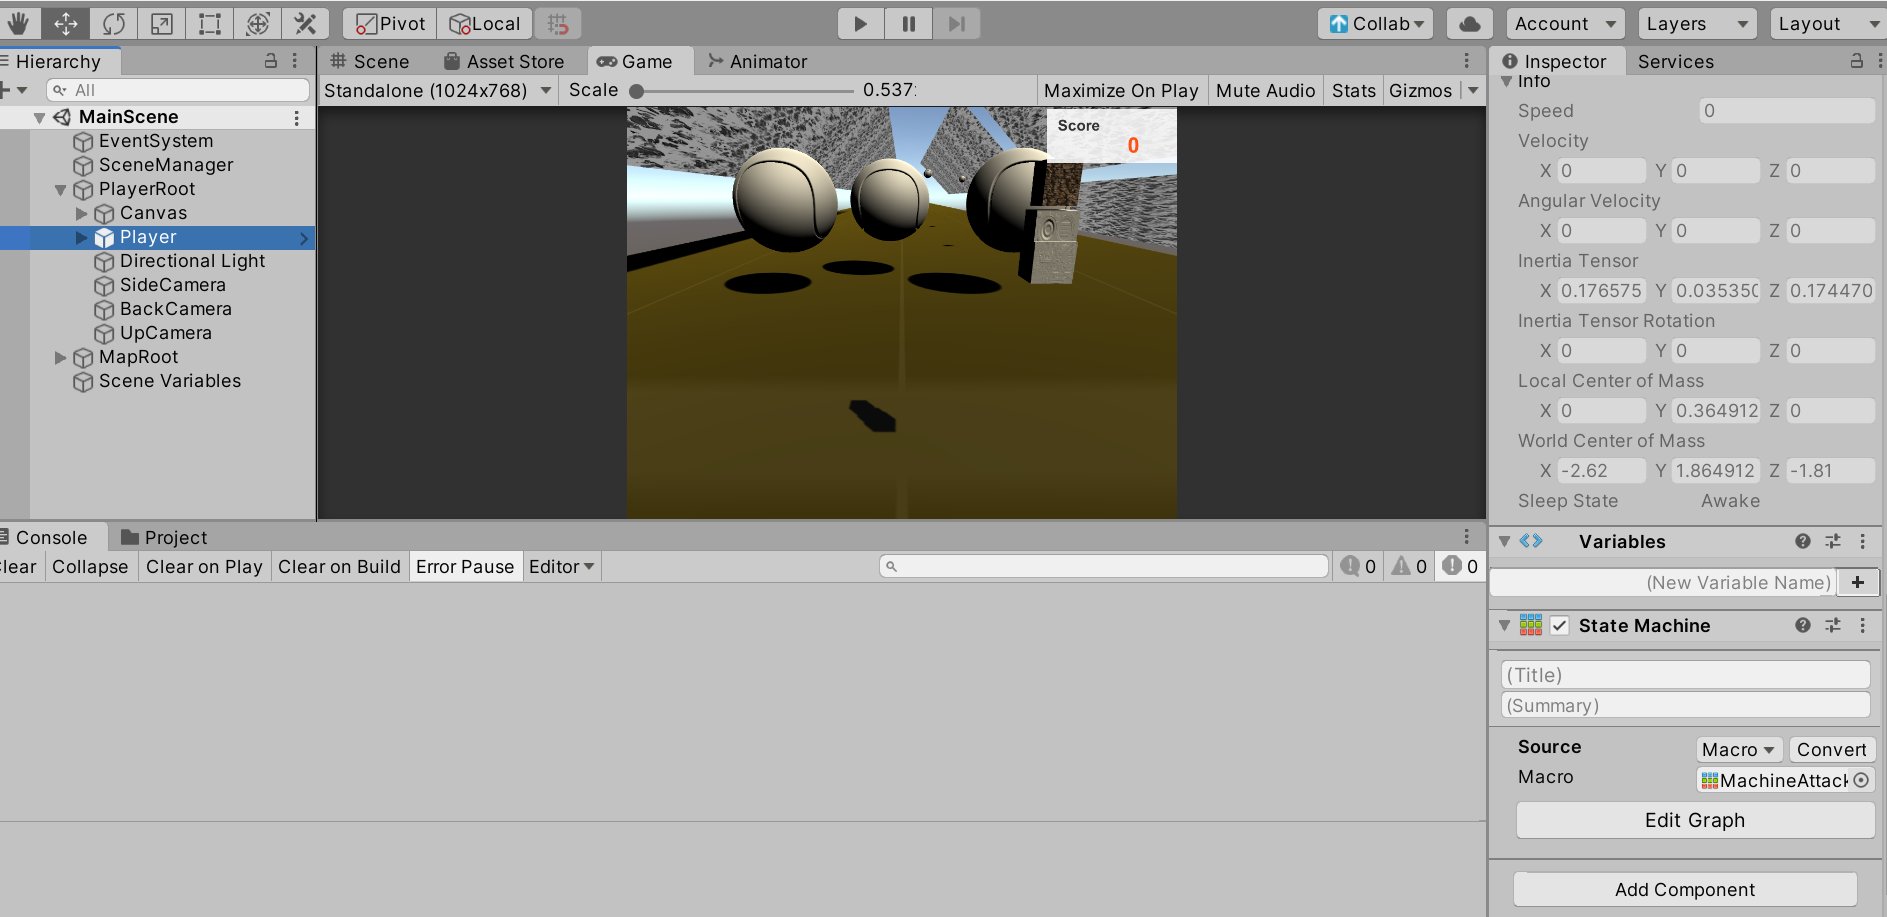 Pivot Local Collab Account Layers Layout
Hierarchy
All
MainScene
EventSystem
SceneManager
PlayerRoot
Canvas
Player
Directional Light
SideCamera
BackCamera
UpCamera
MapRoot
Scene Variables
Scene Asset Store Game Animator
Standalone (1024x768) Scale 0.537 Maximize On Play Mute Audio Stats Gizmos
Score
0
Console Project
lear Collapse Clear on Play Clear on Build Error Pause Editor 0 0 0
Inspector Services
Info
Speed 0
Velocity
X 0 Y 0 Z 0
Angular Velocity
X 0 Y 0 Z 0
Inertia Tensor
X 0.176575 Y 0.035350 Z 0.174470
Inertia Tensor Rotation
X 0 Y 0 Z 0
Local Center of Mass
X 0 Y 0.364912 Z 0
World Center of Mass
X -2.62 Y 1.864912 Z -1.81
Sleep State Awake
Variables
(New Variable Name) +
State Machine
(Title)
(Summary)
Source Macro Convert
Macro MachineAttack
Edit Graph
Add Component